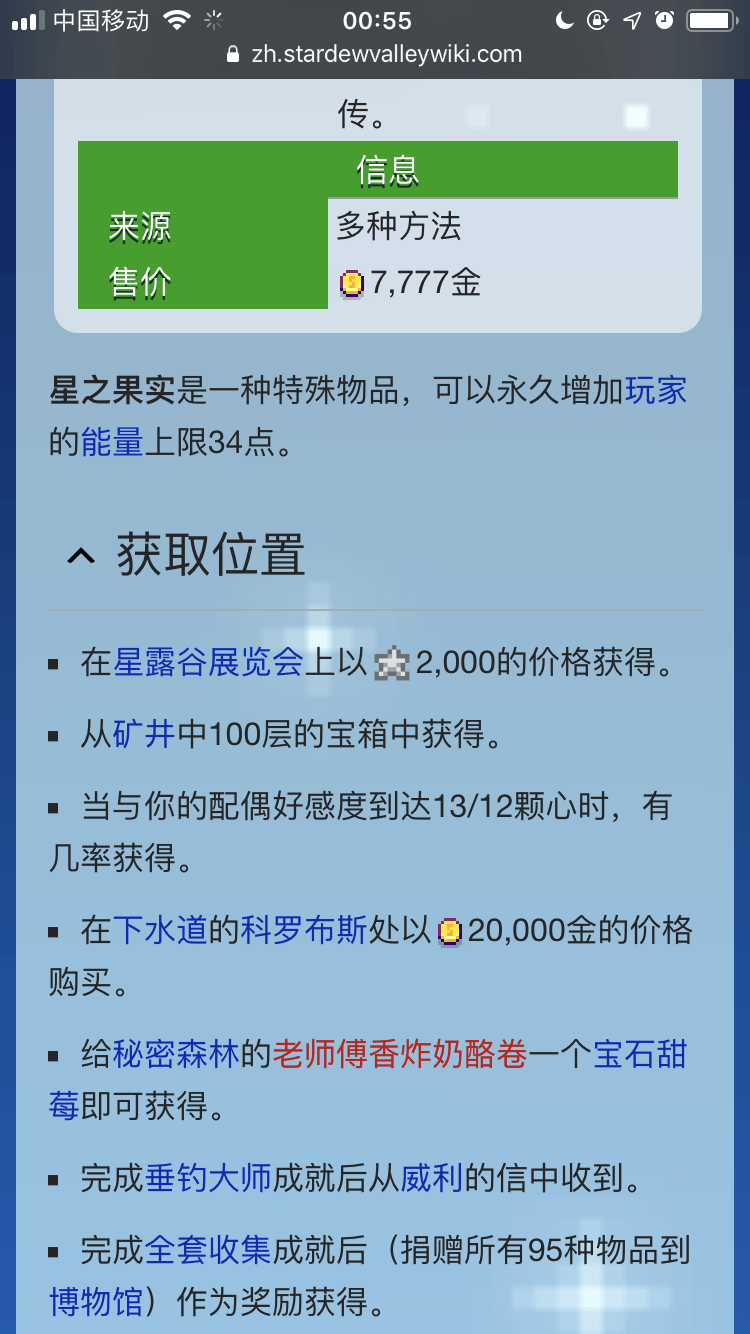 中国移动 00:55
zh.stardewvalleywiki.com
传。
信息
来源 多种方法
售价 7,777金
星之果实是一种特殊物品，可以永久增加玩家
的能量上限34点。
获取位置
在星露谷展览会上以2,000的价格获得。
从矿井中100层的宝箱中获得。
当与你的配偶好感度到达13/12颗心时，有
几率获得。
在下水道的科罗布斯处以20,000金的价格
购买。
给秘密森林的老师傅香炸奶酪卷一个宝石甜
莓即可获得。
完成垂钓大师成就后从威利的信中收到。
完成全套收集成就后（捐赠所有95种物品到
博物馆）作为奖励获得。